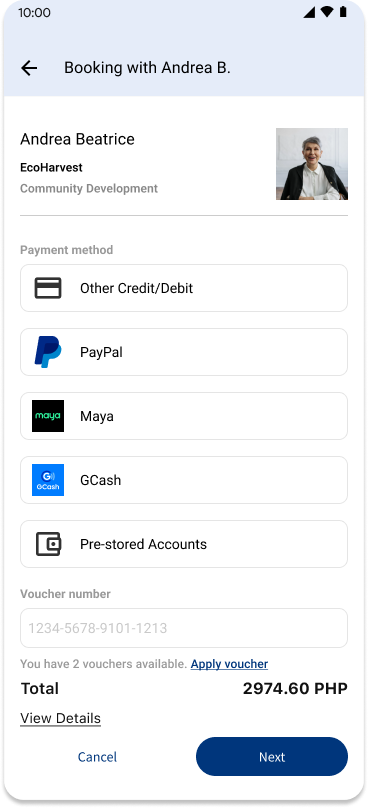 10:00
Booking with Andrea B.
Andrea Beatrice
EcoHarvest
Community Development
Payment method
Other Credit/Debit
PayPal
maya Maya
G)) GCash GCash
Pre-stored Accounts
Voucher number
1234-5678-9101-1213
You have 2 vouchers available. Apply voucher
Total 2974.60 PHP
View Details
Cancel Next